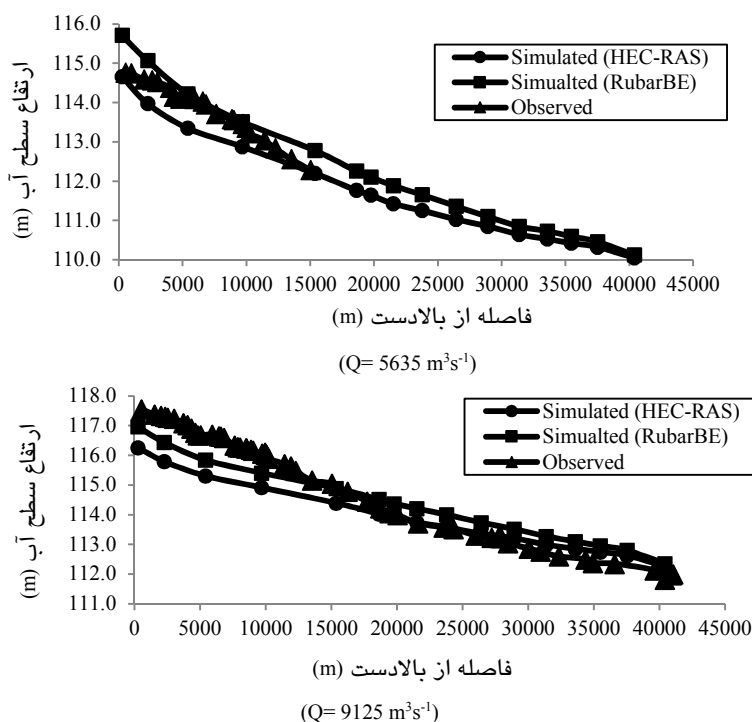 116.0
115.0
114.0
113.0
112.0
111.0
110.0
ارتفاع سطح آب (m)
Simulated (HEC-RAS)
Simualted (RubarBE)
Observed
0 5000 10000 15000 20000 25000 30000 35000 40000 45000
فاصله از بالادست (m)
(Q= 5635 m³s⁻¹)
118.0
117.0
116.0
115.0
114.0
113.0
112.0
111.0
ارتفاع سطح آب (m)
Simulated (HEC-RAS)
Simualted (RubarBE)
Observed
0 5000 10000 15000 20000 25000 30000 35000 40000 45000
فاصله از بالادست (m)
(Q= 9125 m³s⁻¹)